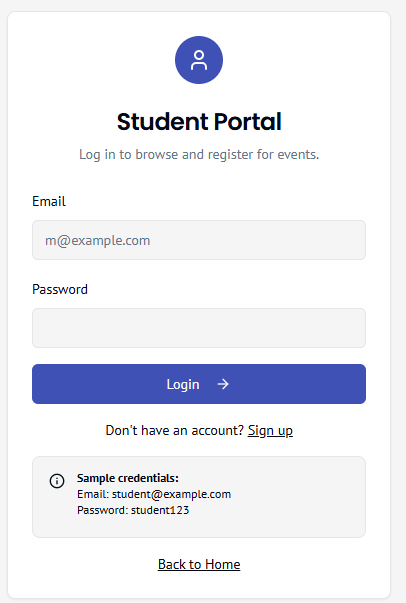 Student Portal
Log in to browse and register for events.
Email
m@example.com
Password
Login
Don't have an account? Sign up
Sample credentials:
Email: student@example.com
Password: student123
Back to Home